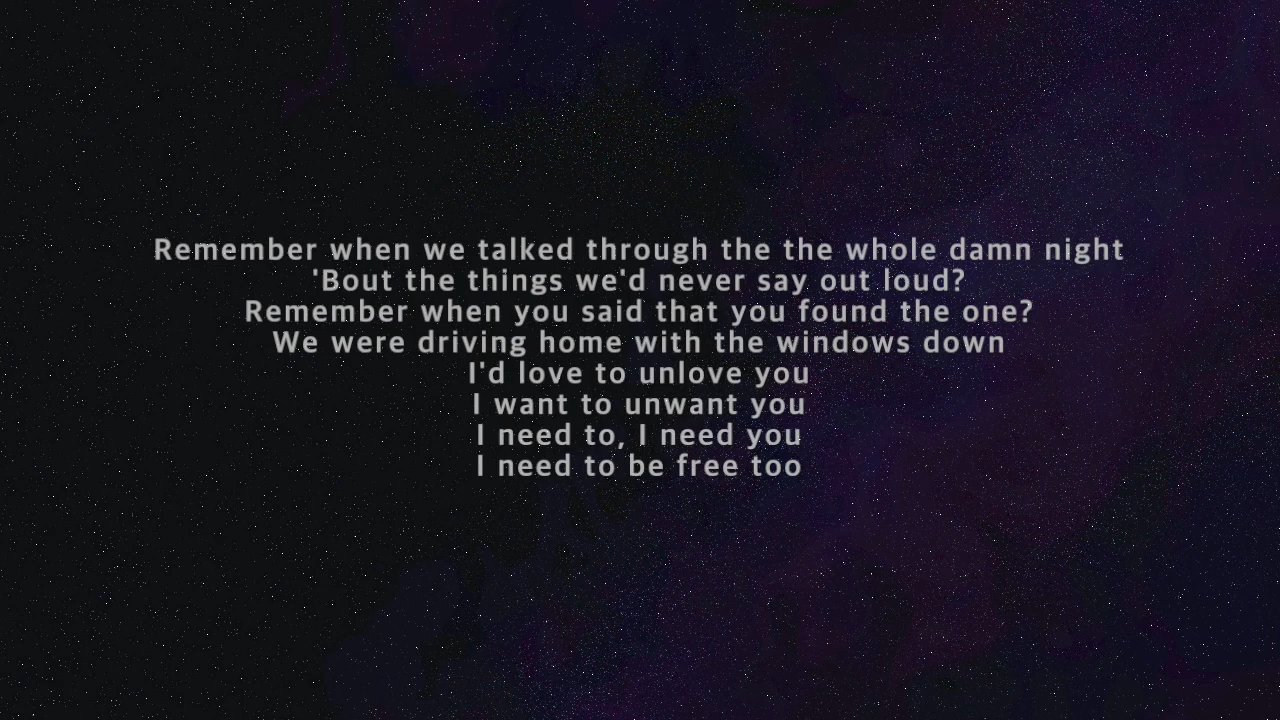 Remember when we talked through the the whole damn night
'Bout the things we'd never say out loud?
Remember when you said that you found the one?
We were driving home with the windows down
I'd love to unlove you
I want to unwant you
I need to, I need you
I need to be free too